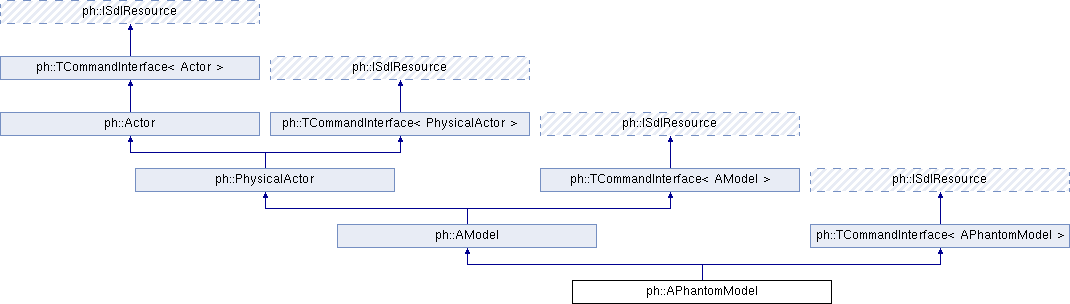 ph::ISdlResource
ph::TCommandInterface< Actor >
ph::ISdlResource
ph::Actor
ph::TCommandInterface< PhysicalActor >
ph::ISdlResource
ph::PhysicalActor
ph::TCommandInterface< AModel >
ph::ISdlResource
ph::AModel
ph::TCommandInterface< APhantomModel >
ph::APhantomModel